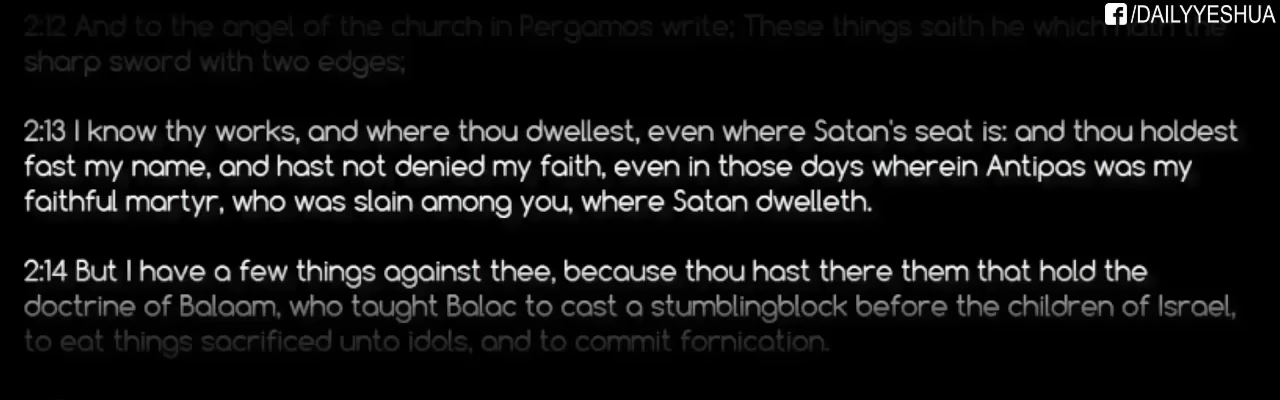 /DAILYYESHUA
2:12 And to the angel of the church in Pergamos write; These things saith he which hath the
sharp sword with two edges;
2:13 I know thy works, and where thou dwellest, even where Satan's seat is: and thou holdest
fast my name, and hast not denied my faith, even in those days wherein Antipas was my
faithful martyr, who was slain among you, where Satan dwelleth.
2:14 But I have a few things against thee, because thou hast there them that hold the
doctrine of Balaam, who taught Balac to cast a stumblingblock before the children of Israel,
to eat things sacrificed unto idols, and to commit fornication.